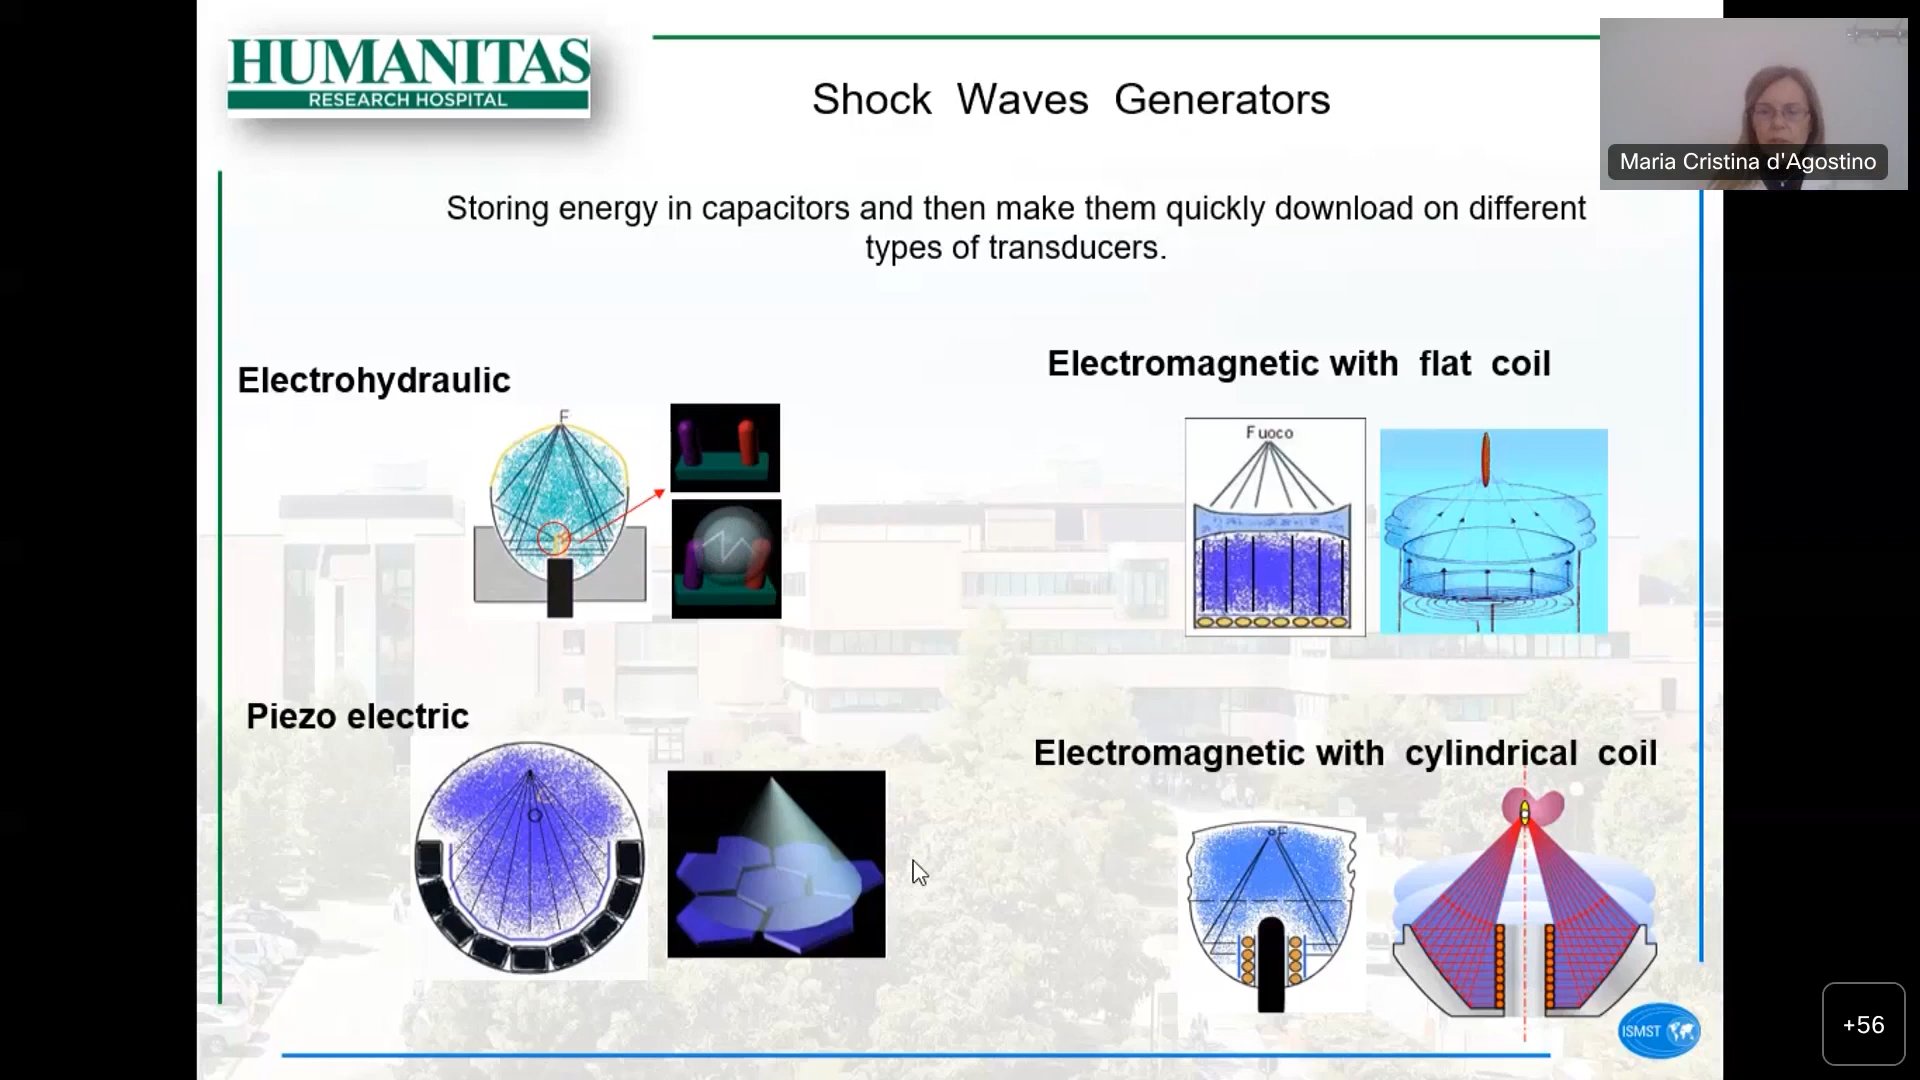 HUMANITAS
RESEARCH HOSPITAL
Shock Waves Generators
Maria Cristina d'Agostino
Storing energy in capacitors and then make them quickly download on different
types of transducers.
Electrohydraulic
F
Electromagnetic with flat coil
Fuoco
Piezo electric
Electromagnetic with cylindrical coil
F
ISMST
+56